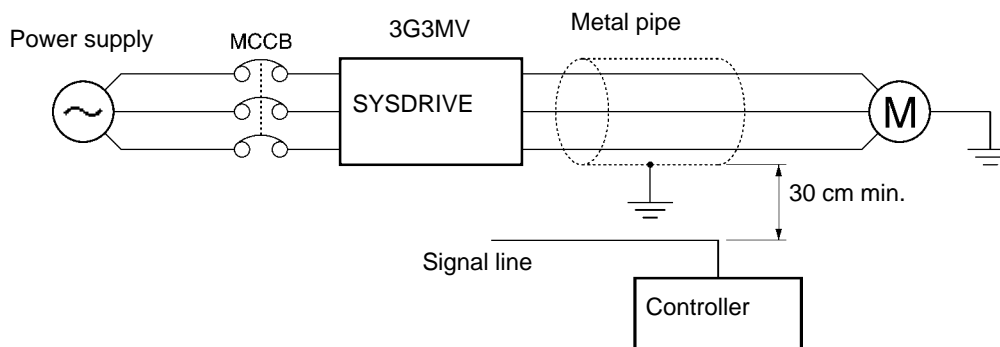 Power supply
MCCB
3G3MV
Metal pipe
SYSDRIVE
M
30 cm min.
Signal line
Controller